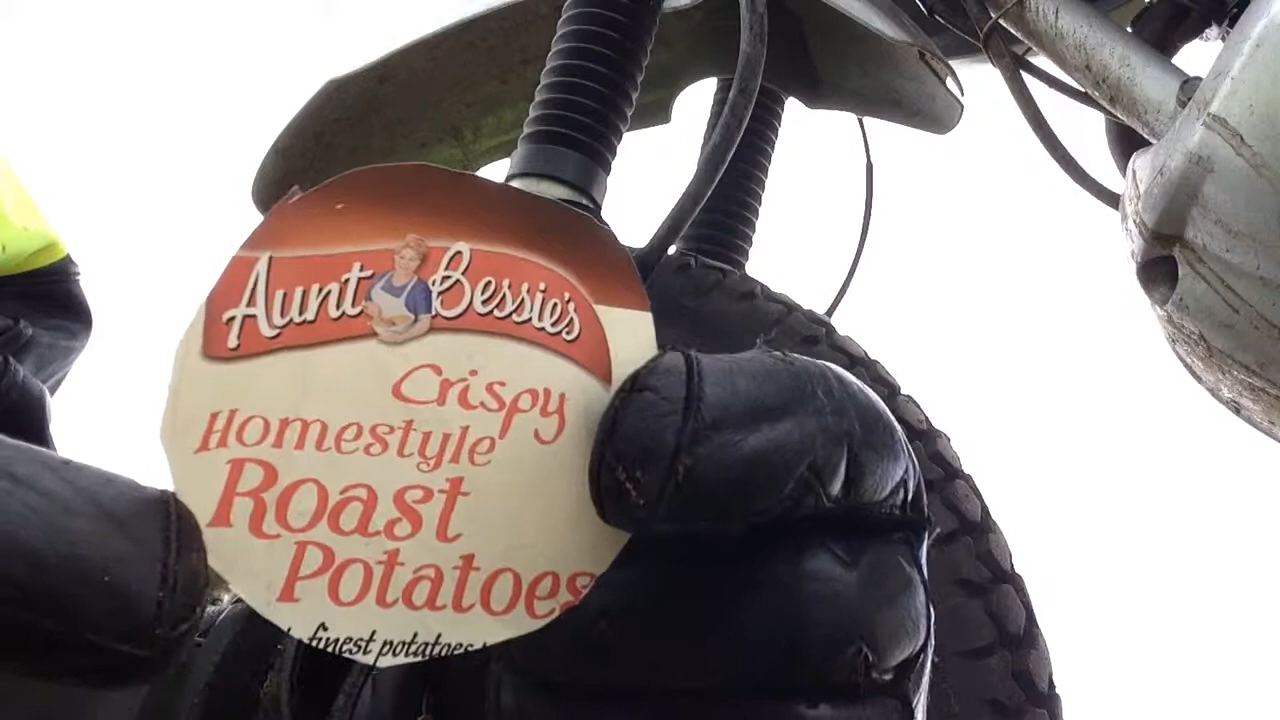 Aunt Bessie's
Crispy
Homestyle
Roast
Potatoes
finest potatoes